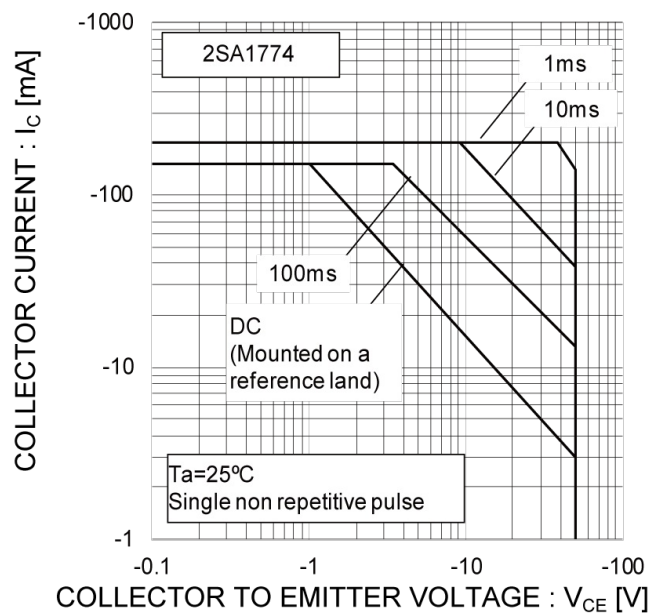 -1000
2SA1774
1ms
10ms
COLLECTOR CURRENT : IC [mA]
-100
100ms
DC
(Mounted on a
reference land)
-10
Ta=25ºC
Single non repetitive pulse
-1
-0.1
-1
-10
-100
COLLECTOR TO EMITTER VOLTAGE : VCE [V]